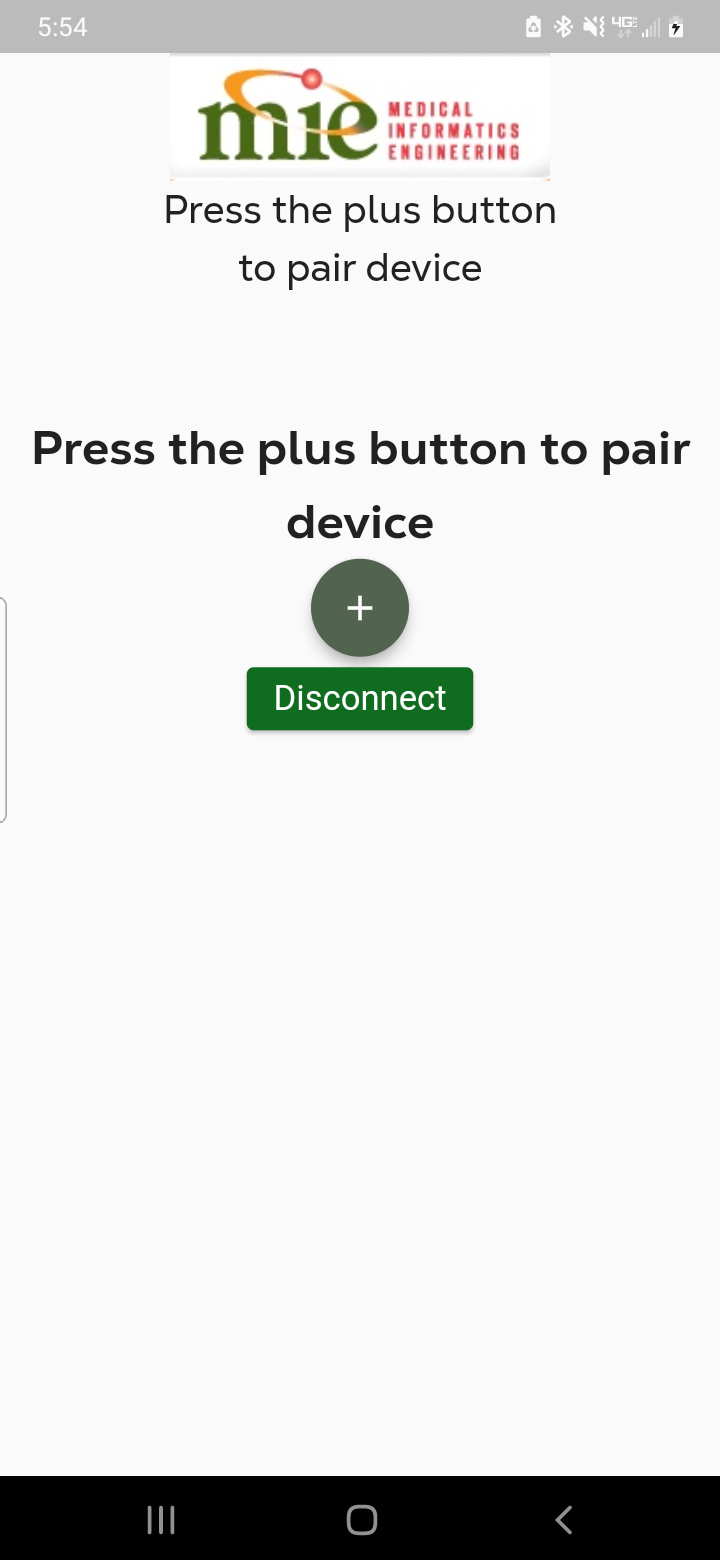 5:54
4G
mie
MEDICAL
INFORMATICS
ENGINEERING
Press the plus button
to pair device
Press the plus button to pair
device
+
Disconnect